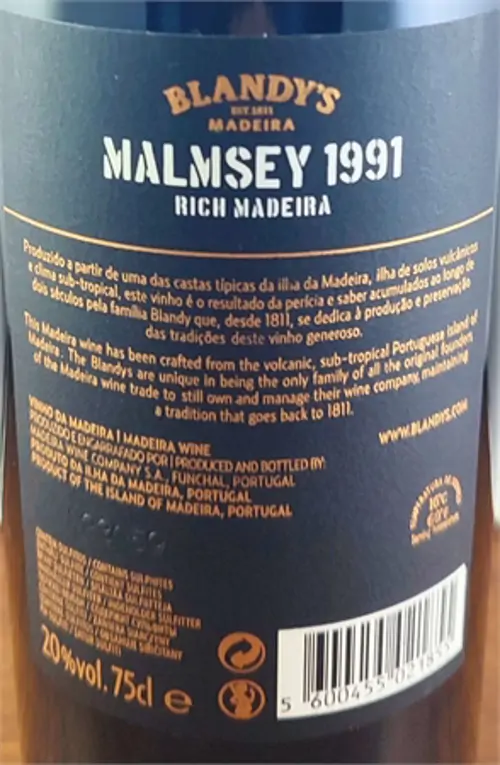 BLANDY'S
EST. 1811
MADEIRA
MALMSEY 1991
RICH MADEIRA
Produzido a partir de uma das castas típicas da ilha da Madeira, ilha de solos vulcânicos
e clima sub-tropical, este vinho é o resultado da perícia e saber acumulados ao longo de
dois séculos pela família Blandy que, desde 1811, se dedica à produção e preservação
das tradições deste vinho generoso.
This Madeira wine has been crafted from the volcanic, sub-tropical Portuguese island of
Madeira. The Blandys are unique in being the only family of all the original founders
of the Madeira wine trade to still own and manage their wine company, maintaining
a tradition that goes back to 1811.
WWW.BLANDYS.COM
VINHO DA MADEIRA | MADEIRA WINE
PRODUZIDO E ENGARRAFADO POR | PRODUCED AND BOTTLED BY:
MADEIRA WINE COMPANY S.A., FUNCHAL, PORTUGAL
PRODUTO DA ILHA DA MADEIRA, PORTUGAL
PRODUCT OF THE ISLAND OF MADEIRA, PORTUGAL
CONTÉM SULFITOS / CONTAINS SULPHITES
20%vol. 75cl e
5 600455 021855